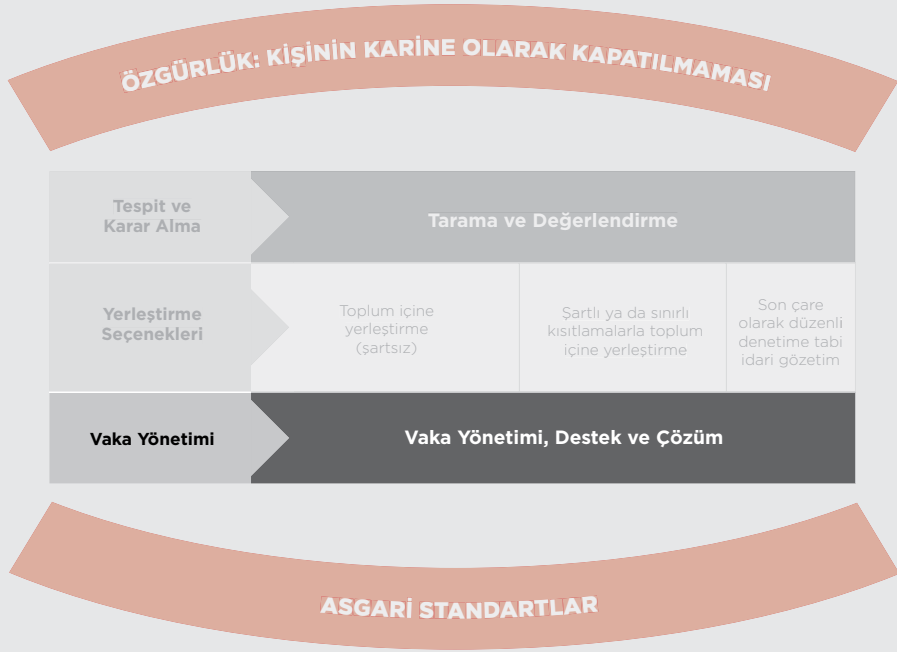 ÖZGÜRLÜK: KİŞİNİN KARİNE OLARAK KAPATILMAMASI
Tespit ve
Karar Alma
Tarama ve Değerlendirme
Yerleştirme
Seçenekleri
Toplum içine
yerleştirme
(şartsız)
Şartlı ya da sınırlı
kısıtlamalarla toplum
içine yerleştirme
Son çare
olarak düzenli
denetime tabi
idari gözetim
Vaka Yönetimi
Vaka Yönetimi, Destek ve Çözüm
ASGARİ STANDARTLAR